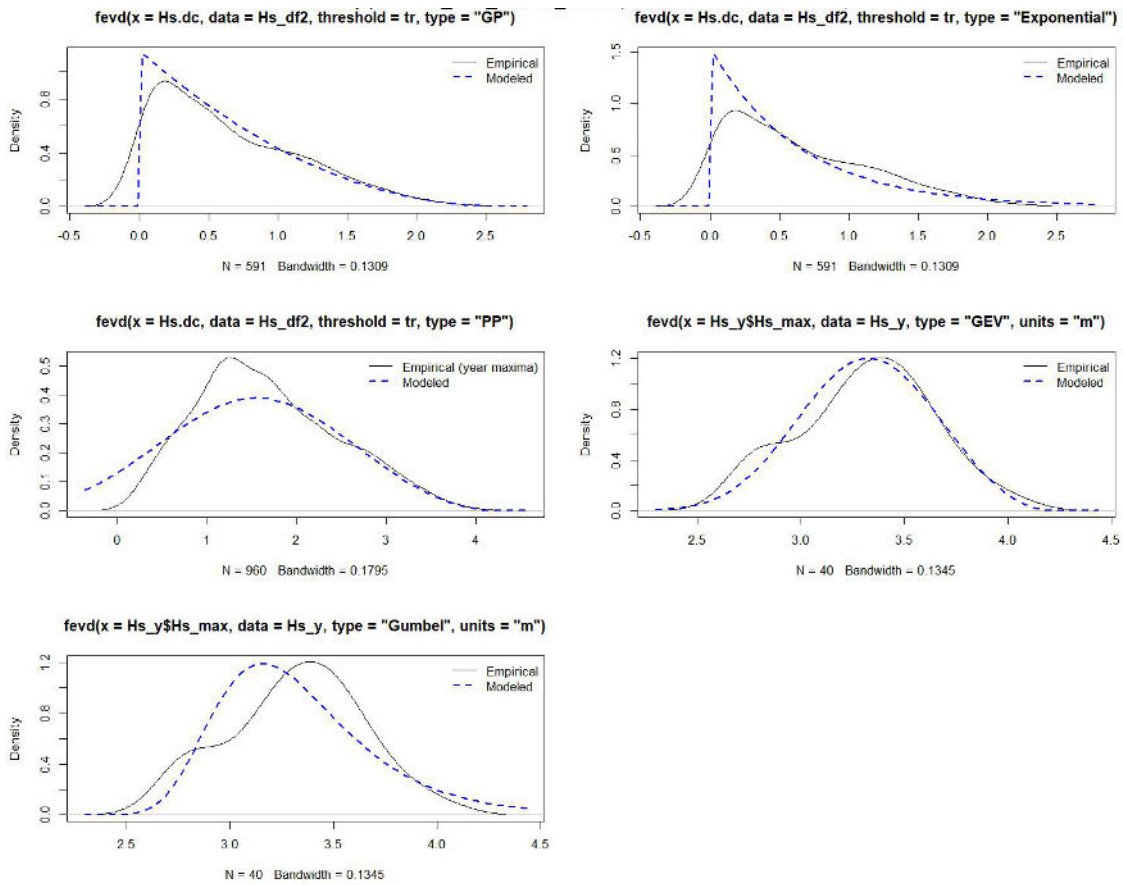 fevd(x = Hs.dc, data = Hs_df2, threshold = tr, type = "GP")
Empirical
Modeled
Density
0.0 0.4 0.8
-0.5 0.0 0.5 1.0 1.5 2.0 2.5
N = 591 Bandwidth = 0.1309
fevd(x = Hs.dc, data = Hs_df2, threshold = tr, type = "Exponential")
Empirical
Modeled
Density
0.0 0.5 1.0 1.5
-0.5 0.0 0.5 1.0 1.5 2.0 2.5
N = 591 Bandwidth = 0.1309
fevd(x = Hs.dc, data = Hs_df2, threshold = tr, type = "PP")
Empirical (year maxima)
Modeled
Density
0.0 0.1 0.2 0.3 0.4 0.5
0 1 2 3 4
N = 960 Bandwidth = 0.1795
fevd(x = Hs_y$Hs_max, data = Hs_y, type = "GEV", units = "m")
Empirical
Modeled
Density
0.0 0.4 0.8 1.2
2.5 3.0 3.5 4.0 4.5
N = 40 Bandwidth = 0.1345
fevd(x = Hs_y$Hs_max, data = Hs_y, type = "Gumbel", units = "m")
Empirical
Modeled
Density
0.0 0.4 0.8 1.2
2.5 3.0 3.5 4.0 4.5
N = 40 Bandwidth = 0.1345